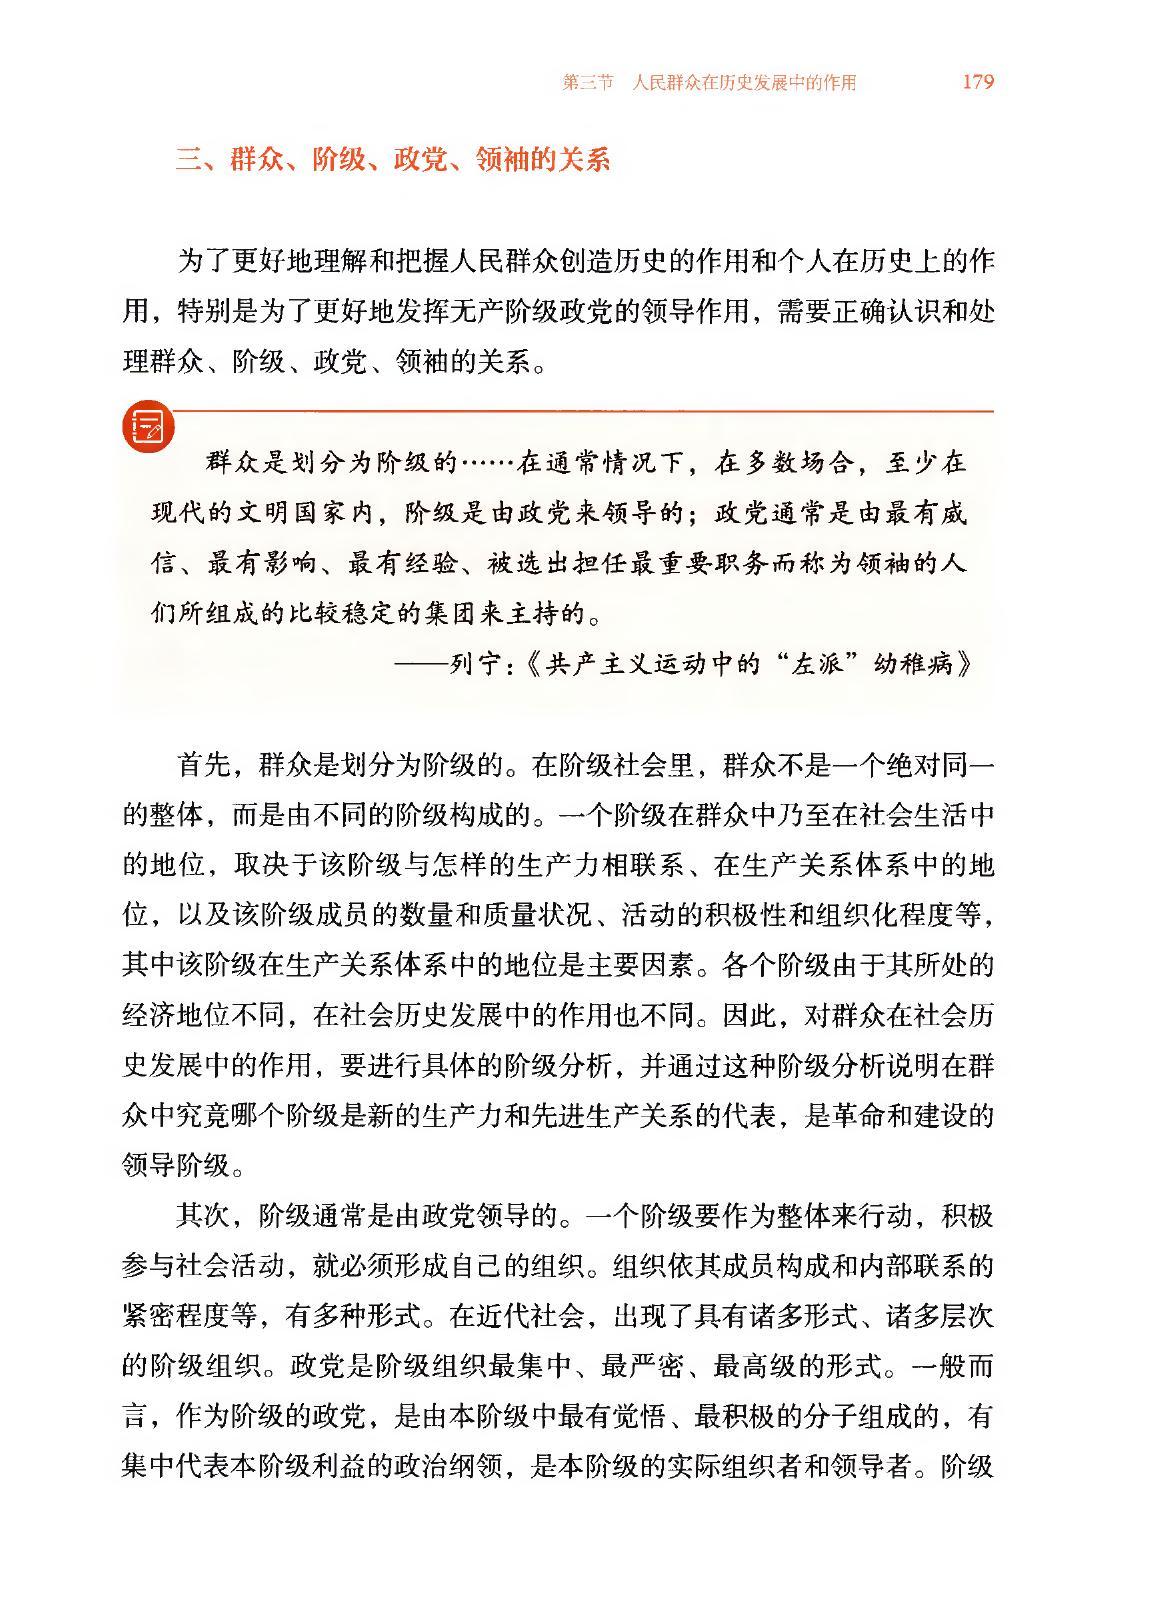 第三节 人民群众在历史发展中的作用 179
三、群众、阶级、政党、领袖的关系
为了更好地理解和把握人民群众创造历史的作用和个人在历史上的作
用，特别是为了更好地发挥无产阶级政党的领导作用，需要正确认识和处
理群众、阶级、政党、领袖的关系。
群众是划分为阶级的……在通常情况下，在多数场合，至少在
现代的文明国家内，阶级是由政党来领导的；政党通常是由最有威
信、最有影响、最有经验、被选出担任最重要职务而称为领袖的人
们所组成的比较稳定的集团来主持的。
——列宁：《共产主义运动中的“左派”幼稚病》
首先，群众是划分为阶级的。在阶级社会里，群众不是一个绝对同一
的整体，而是由不同的阶级构成的。一个阶级在群众中乃至在社会生活中
的地位，取决于该阶级与怎样的生产力相联系、在生产关系体系中的地
位，以及该阶级成员的数量和质量状况、活动的积极性和组织化程度等，
其中该阶级在生产关系体系中的地位是主要因素。各个阶级由于其所处的
经济地位不同，在社会历史发展中的作用也不同。因此，对群众在社会历
史发展中的作用，要进行具体的阶级分析，并通过这种阶级分析说明在群
众中究竟哪个阶级是新的生产力和先进生产关系的代表，是革命和建设的
领导阶级。
其次，阶级通常是由政党领导的。一个阶级要作为整体来行动，积极
参与社会活动，就必须形成自己的组织。组织依其成员构成和内部联系的
紧密程度等，有多种形式。在近代社会，出现了具有诸多形式、诸多层次
的阶级组织。政党是阶级组织最集中、最严密、最高级的形式。一般而
言，作为阶级的政党，是由本阶级中最有觉悟、最积极的分子组成的，有
集中代表本阶级利益的政治纲领，是本阶级的实际组织者和领导者。阶级